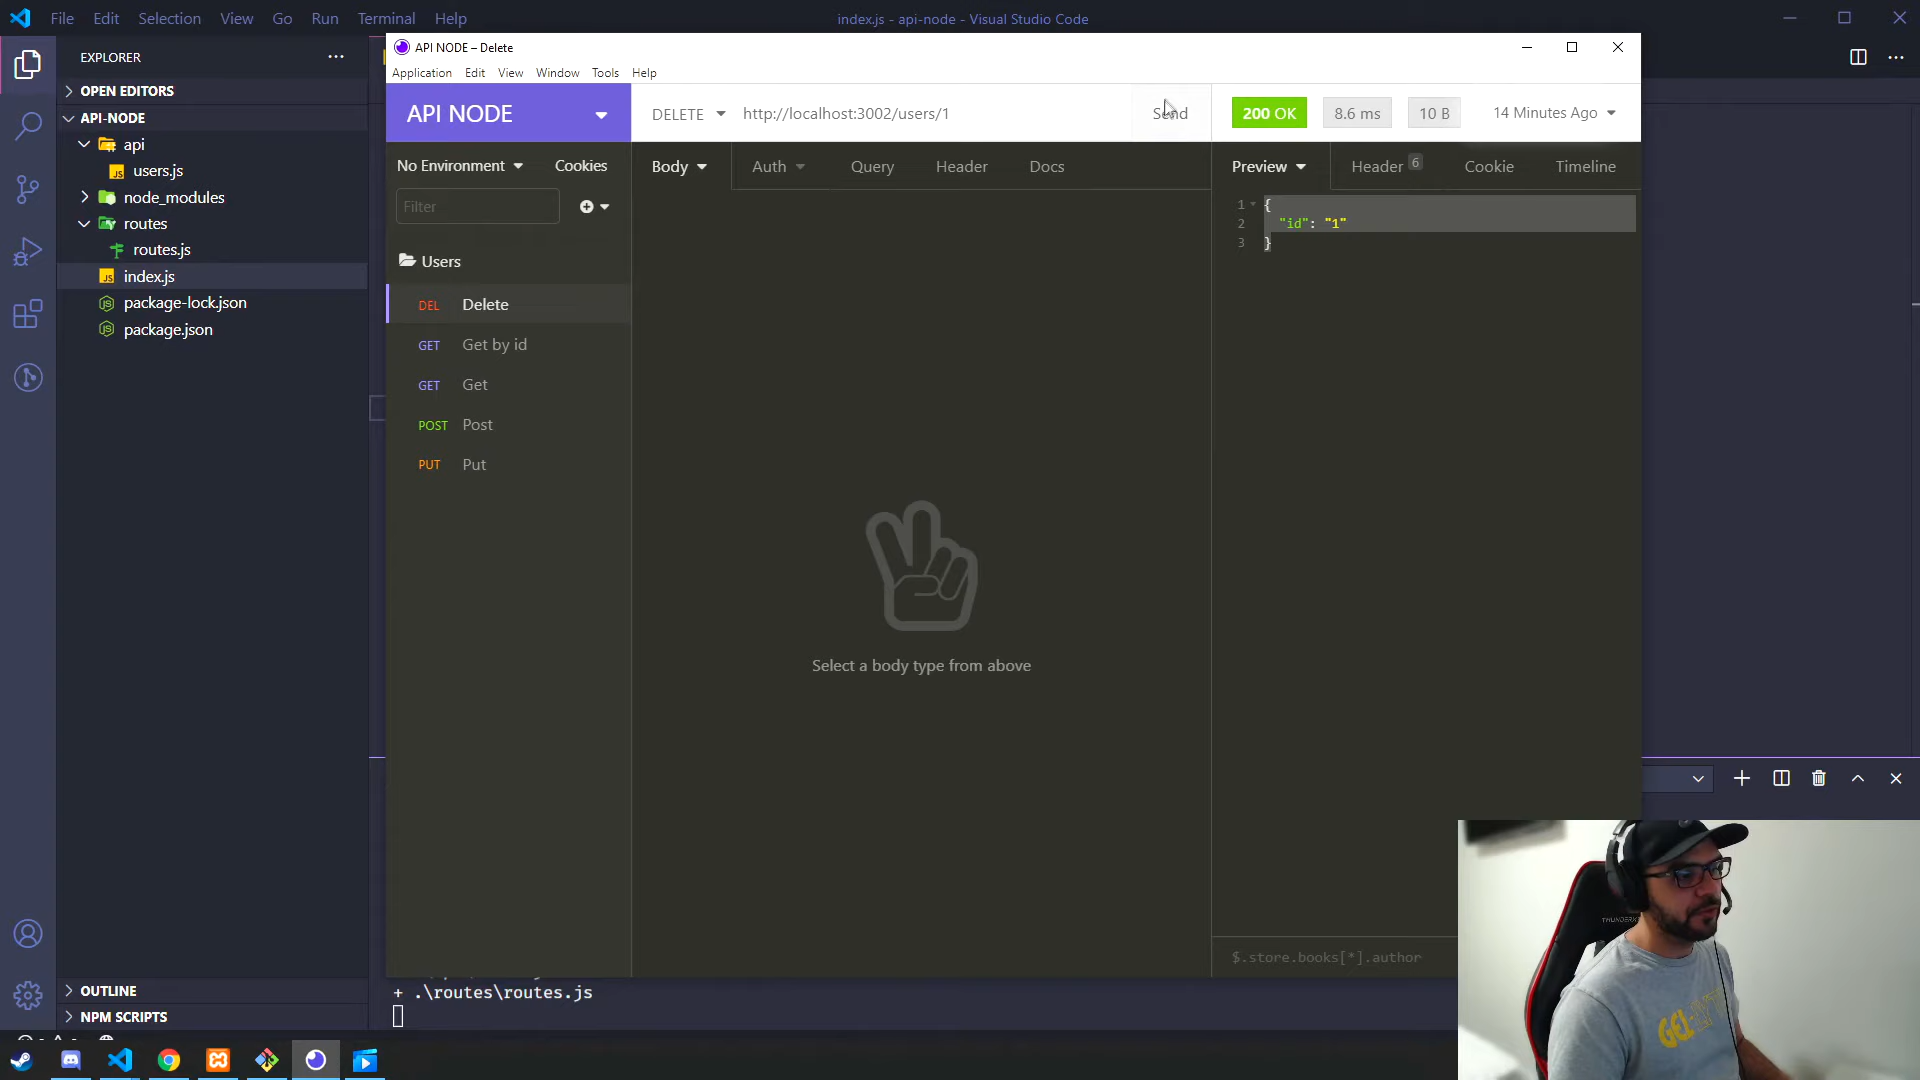 File Edit Selection View Go Run Terminal Help
index.js - api-node - Visual Studio Code
EXPLORER
OPEN EDITORS
API-NODE
api
JS users.js
node_modules
routes
routes.js
JS index.js
package-lock.json
package.json
OUTLINE
NPM SCRIPTS
API NODE – Delete
Application Edit View Window Tools Help
API NODE
DELETE http://localhost:3002/users/1 Send
200 OK 8.6 ms 10 B 14 Minutes Ago
No Environment Cookies
Filter
Users
DEL Delete
GET Get by id
GET Get
POST Post
PUT Put
Body Auth Query Header Docs
Select a body type from above
Preview Header 6 Cookie Timeline
1 {
2 "id": "1"
3 }
$.store.books[*].author
+ .\routes\routes.js